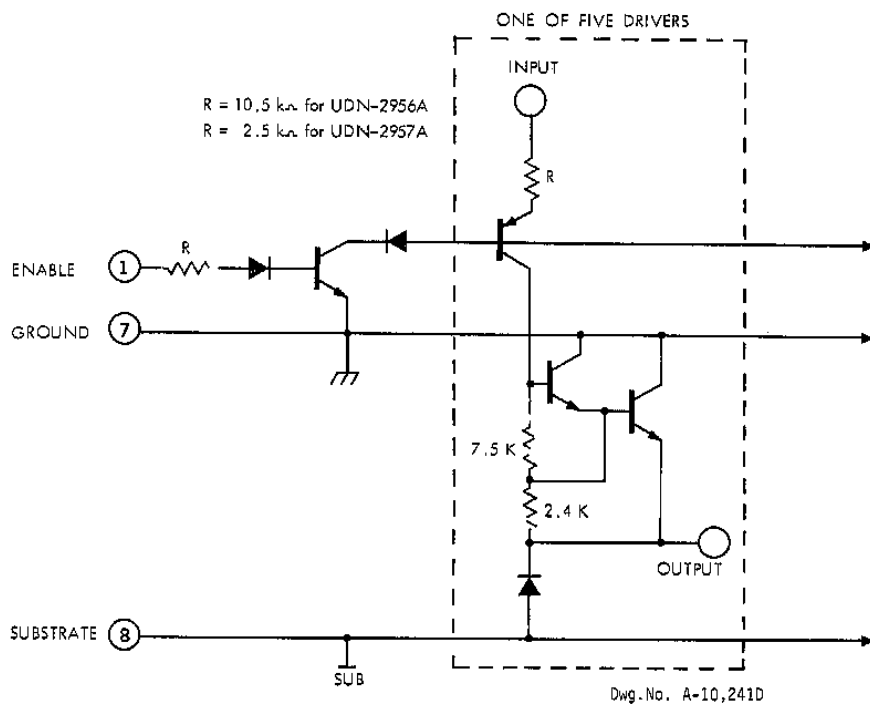 ONE OF FIVE DRIVERS
INPUT
R = 10.5 kΩ for UDN-2956A
R = 2.5 kΩ for UDN-2957A
R
R
ENABLE 1
GROUND 7
7.5 K
2.4 K
OUTPUT
SUBSTRATE 8
SUB
Dwg.No. A-10,241D